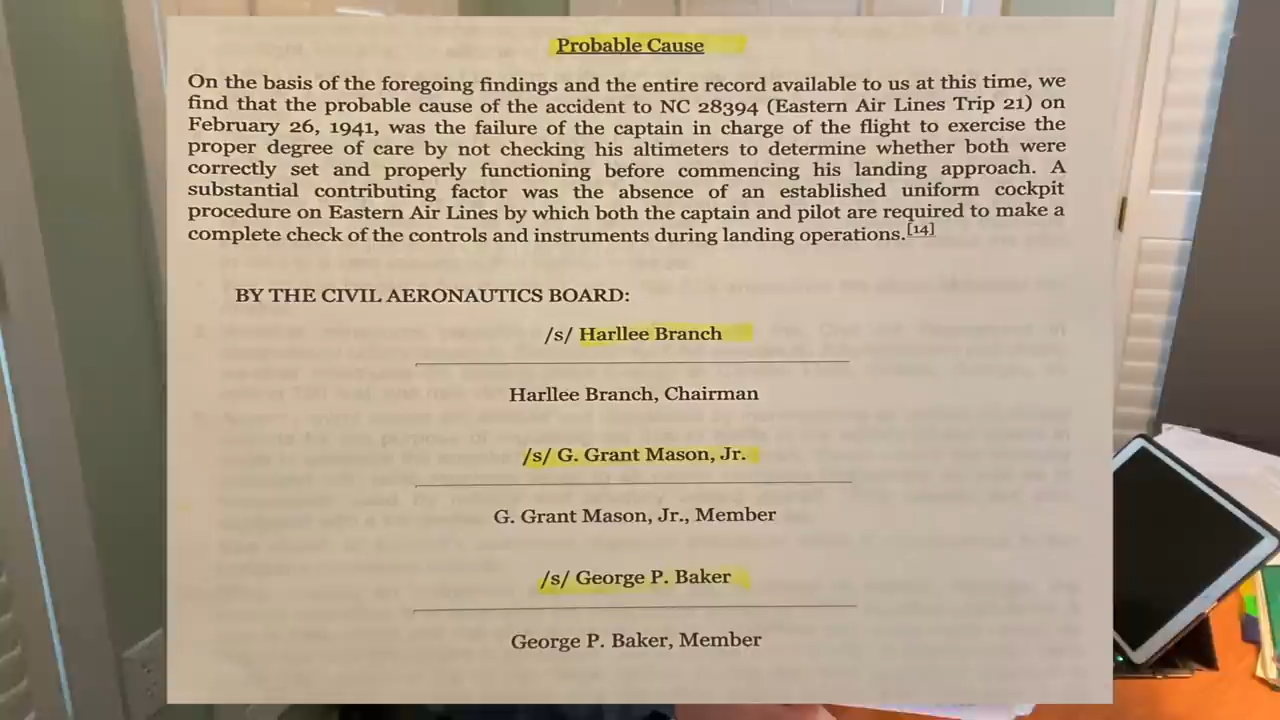 Probable Cause
On the basis of the foregoing findings and the entire record available to us at this time, we
find that the probable cause of the accident to NC 28394 (Eastern Air Lines Trip 21) on
February 26, 1941, was the failure of the captain in charge of the flight to exercise the
proper degree of care by not checking his altimeters to determine whether both were
correctly set and properly functioning before commencing his landing approach. A
substantial contributing factor was the absence of an established uniform cockpit
procedure on Eastern Air Lines by which both the captain and pilot are required to make a
complete check of the controls and instruments during landing operations.[14]
BY THE CIVIL AERONAUTICS BOARD:
/s/ Harllee Branch
Harllee Branch, Chairman
/s/ G. Grant Mason, Jr.
G. Grant Mason, Jr., Member
/s/ George P. Baker
George P. Baker, Member